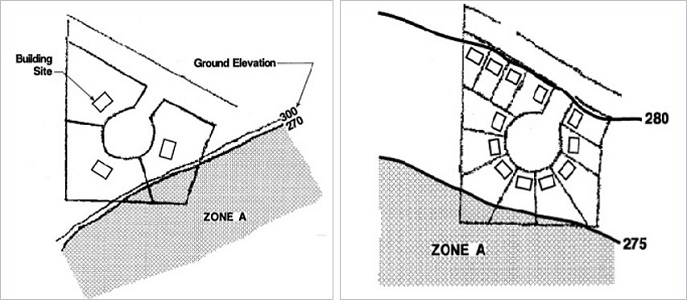 Building
Site
Ground Elevation
300
270
ZONE A
280
275
ZONE A